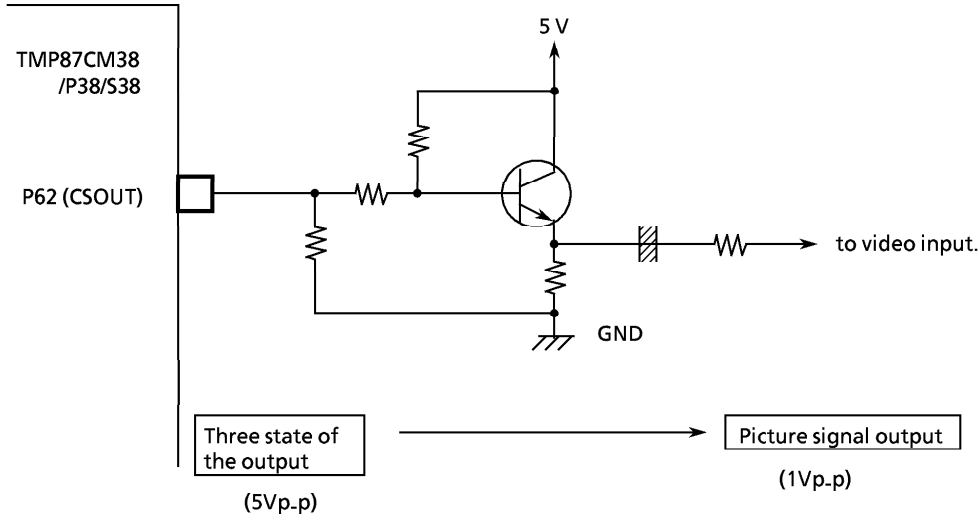 5 V
TMP87CM38
/P38/S38
P62 (CSOUT)
to video input.
GND
Three state of
the output
Picture signal output
(5Vp-p)
(1Vp-p)